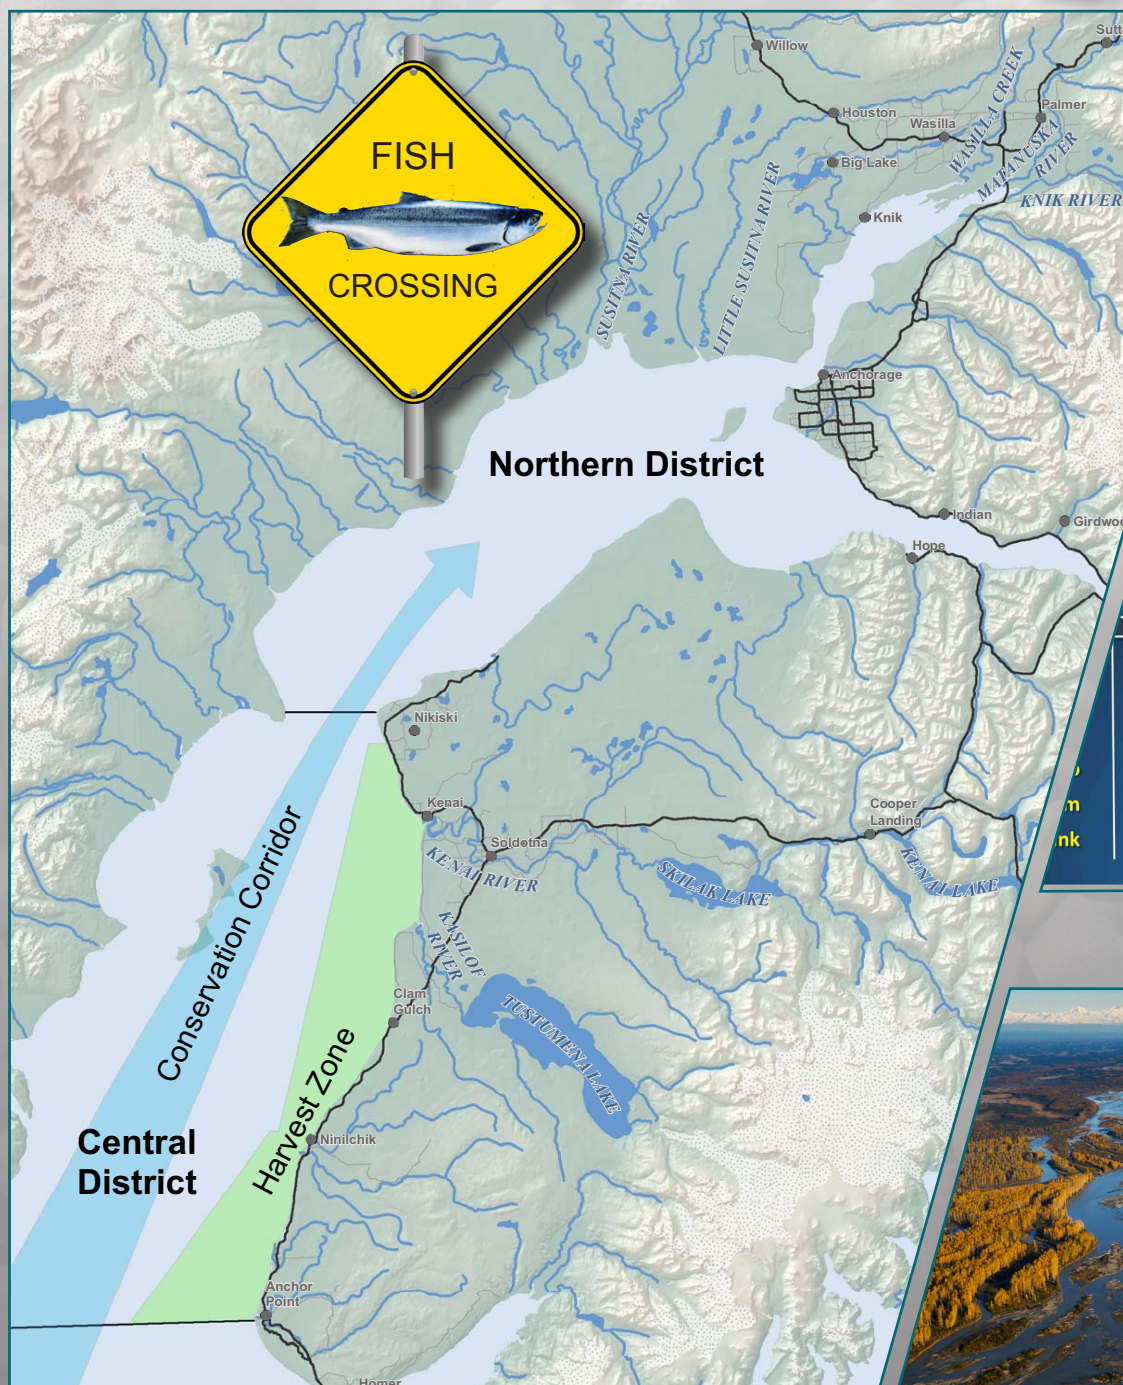 Willow
Sutt
Houston
Wasilla
Palmer
WASILLA CREEK
MATANUSKA
RIVER
FISH
CROSSING
Big Lake
KNIK RIVER
Knik
SUSITNA RIVER
LITTLE SUSITNA RIVER
Anchorage
Northern District
Indian
Girdwoo
Hope
Nikiski
Kenai
Cooper
Landing
m
nk
Soldotna
KENAI RIVER
SKILAK LAKE
KENAI LAKE
Conservation Corridor
KASILOF
RIVER
Clam
Gulch
TUSTUMENA LAKE
Harvest Zone
Central
District
Ninilchik
Anchor
Point
Homer